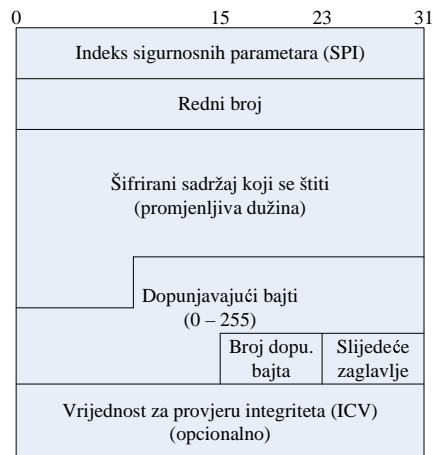 0 15 23 31
Indeks sigurnosnih parametara (SPI)
Redni broj
Šifrirani sadržaj koji se štiti
(promjenljiva dužina)
Dopunjavajući bajti
(0 – 255)
Broj dopu.
bajta
Slijedeće
zaglavlje
Vrijednost za provjeru integriteta (ICV)
(opcionalno)